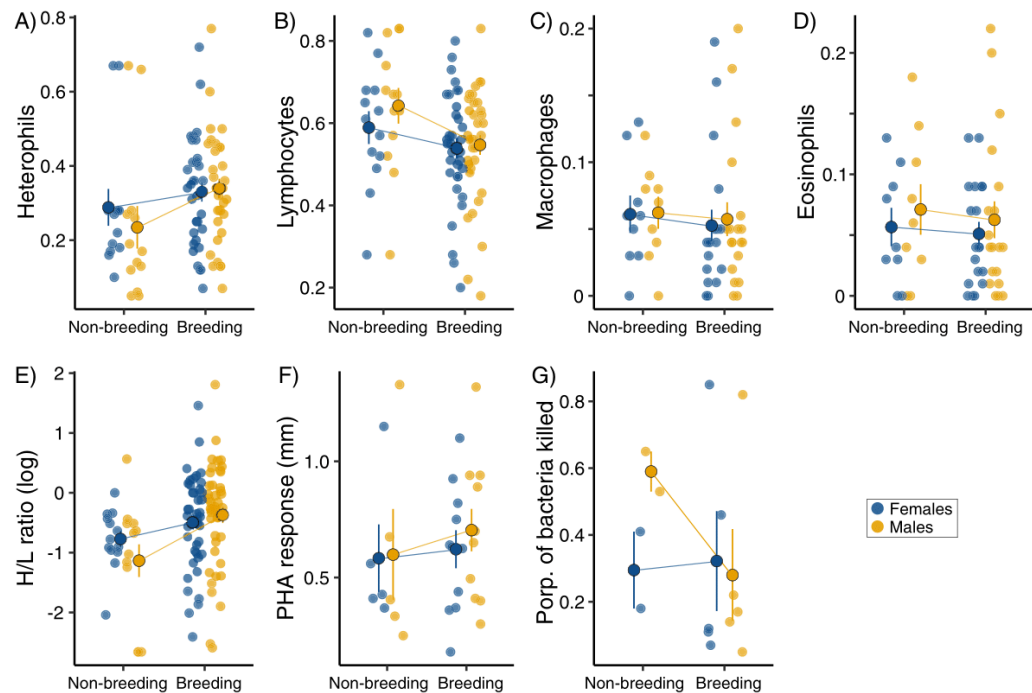 A)
Heterophils
0.8
0.6
0.4
0.2
Non-breeding Breeding
B)
Lymphocytes
0.8
0.6
0.4
0.2
Non-breeding Breeding
C)
Macrophages
0.2
0.1
0
Non-breeding Breeding
D)
Eosinophils
0.2
0.1
0
Non-breeding Breeding
E)
H/L ratio (log)
2
1
0
-1
-2
Non-breeding Breeding
F)
PHA response (mm)
1.0
0.5
Non-breeding Breeding
G)
Porp. of bacteria killed
0.8
0.6
0.4
0.2
Non-breeding Breeding
Females
Males